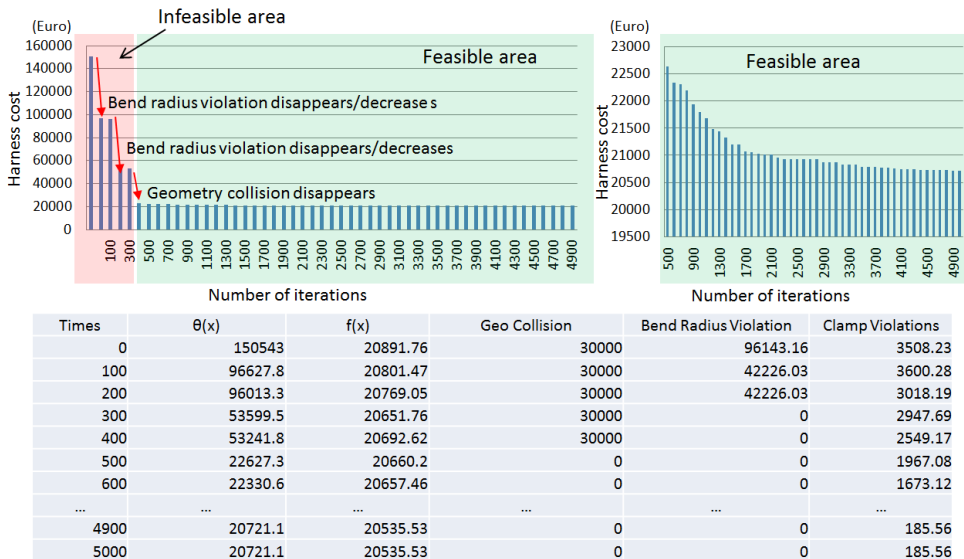 Infeasible area
(Euro)
160000
140000
120000
100000
80000
60000
40000
20000
0
Harness cost
Feasible area
Bend radius violation disappears/decreases
Bend radius violation disappears/decreases
Geometry collision disappears
100
300
500
700
900
1100
1300
1500
1700
1900
2100
2300
2500
2700
2900
3100
3300
3500
3700
3900
4100
4300
4500
4700
4900
Number of iterations
(Euro)
23000
22500
22000
21500
21000
20500
20000
19500
Harness cost
Feasible area
500
900
1300
1700
2100
2500
2900
3300
3700
4100
4500
4900
Number of iterations
Times θ(x) f(x) Geo Collision Bend Radius Violation Clamp Violations
0 150543 20891.76 30000 96143.16 3508.23
100 96627.8 20801.47 30000 42226.03 3600.28
200 96013.3 20769.05 30000 42226.03 3018.19
300 53599.5 20651.76 30000 0 2947.69
400 53241.8 20692.62 30000 0 2549.17
500 22627.3 20660.2 0 0 1967.08
600 22330.6 20657.46 0 0 1673.12
... ... ... ... ... ...
4900 20721.1 20535.53 0 0 185.56
5000 20721.1 20535.53 0 0 185.56